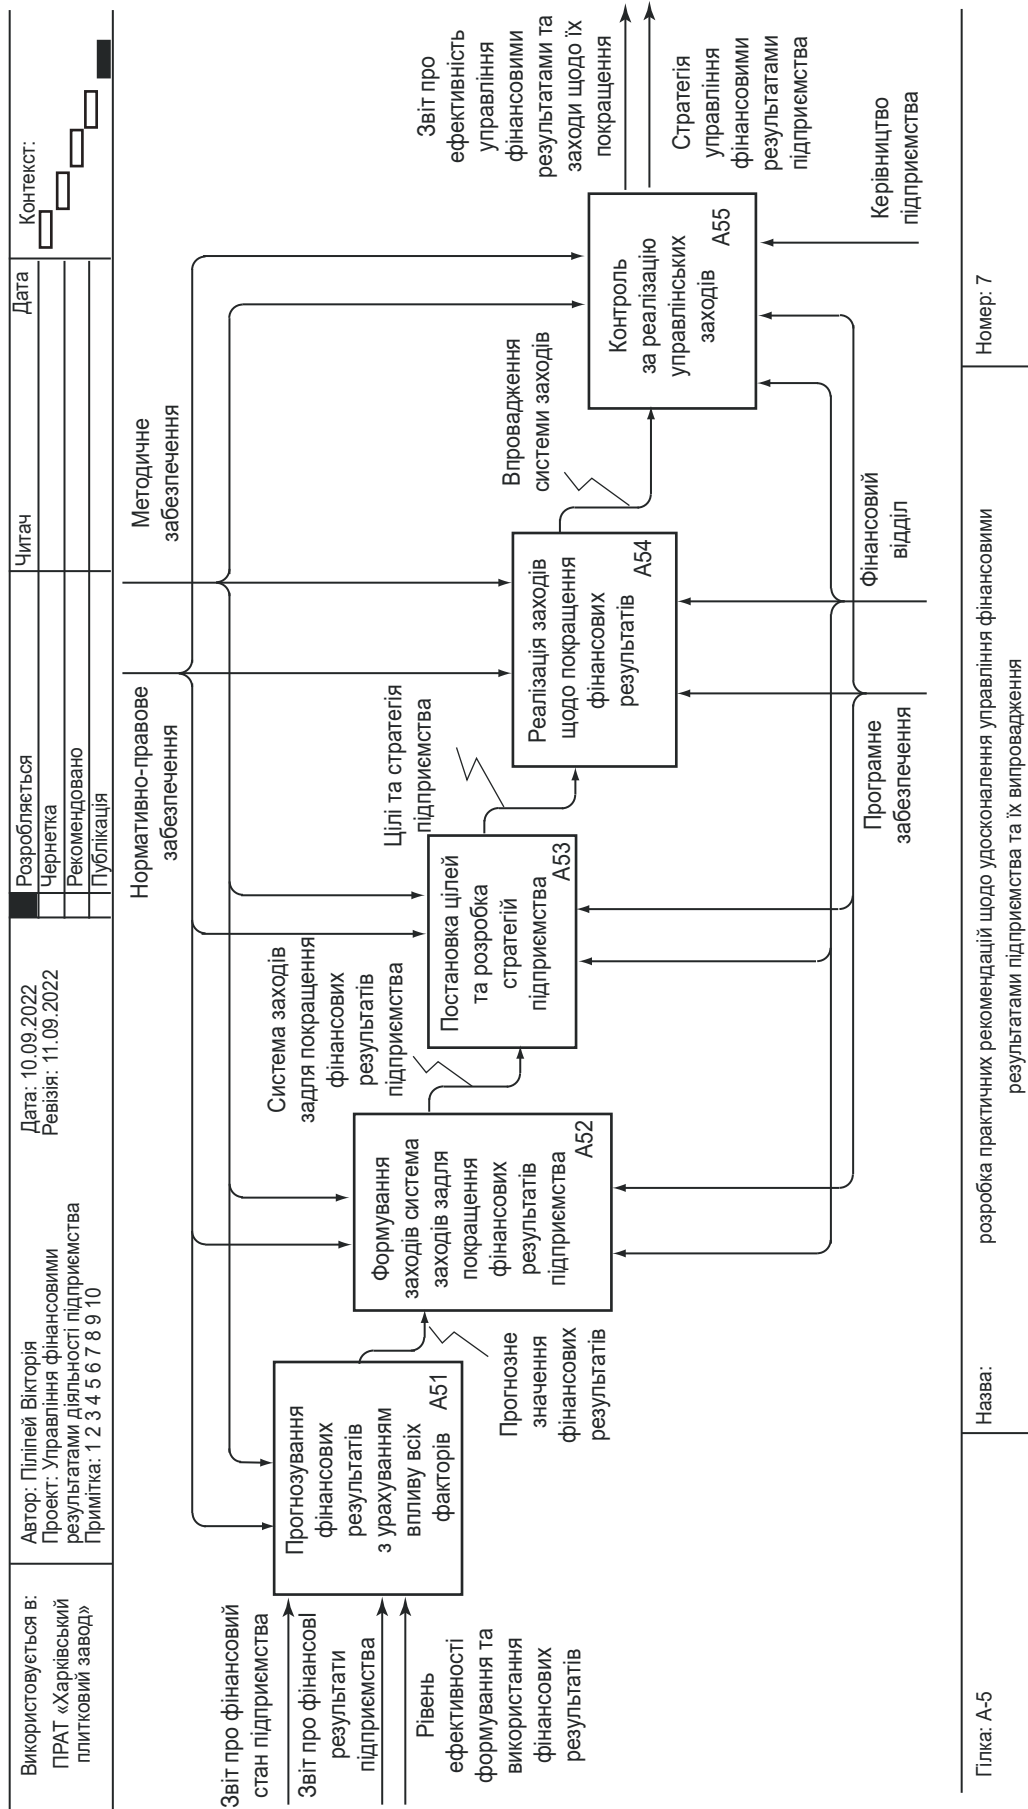 Використовується в:
ПРАТ «Харківський
плитковий завод»
Автор: Піліпей Вікторія
Проект: Управління фінансовими
результатами діяльності підприємства
Примітка: 1 2 3 4 5 6 7 8 9 10
Дата: 10.09.2022
Ревізія: 11.09.2022
Розробляється
Чернетка
Рекомендовано
Публікація
Читач
Дата
Контекст:
Нормативно-правове
забезпечення
Методичне
забезпечення
Звіт про фінансовий
стан підприємства
Звіт про фінансові
результати
підприємства
Рівень
ефективності
формування та
використання
фінансових
результатів
Прогнозування
фінансових
результатів
з урахуванням
впливу всіх
факторів
А51
Прогнозне
значення
фінансових
результатів
Формування
заходів система
заходів задля
покращення
фінансових
результатів
підприємства
А52
Система заходів
задля покращення
фінансових
результатів
підприємства
Постановка цілей
та розробка
стратегій
підприємства
А53
Цілі та стратегія
підприємства
Реалізація заходів
щодо покращення
фінансових
результатів
А54
Впровадження
системи заходів
Контроль
за реалізацію
управлінських
заходів
А55
Звіт про
ефективність
управління
фінансовими
результатами та
заходи щодо їх
покращення
Стратегія
управління
фінансовими
результатами
підприємства
Програмне
забезпечення
Фінансовий
відділ
Керівництво
підприємства
Гілка: А-5
Назва:
розробка практичних рекомендацій щодо удосконалення управління фінансовими
результатами підприємства та їх випровадження
Номер: 7